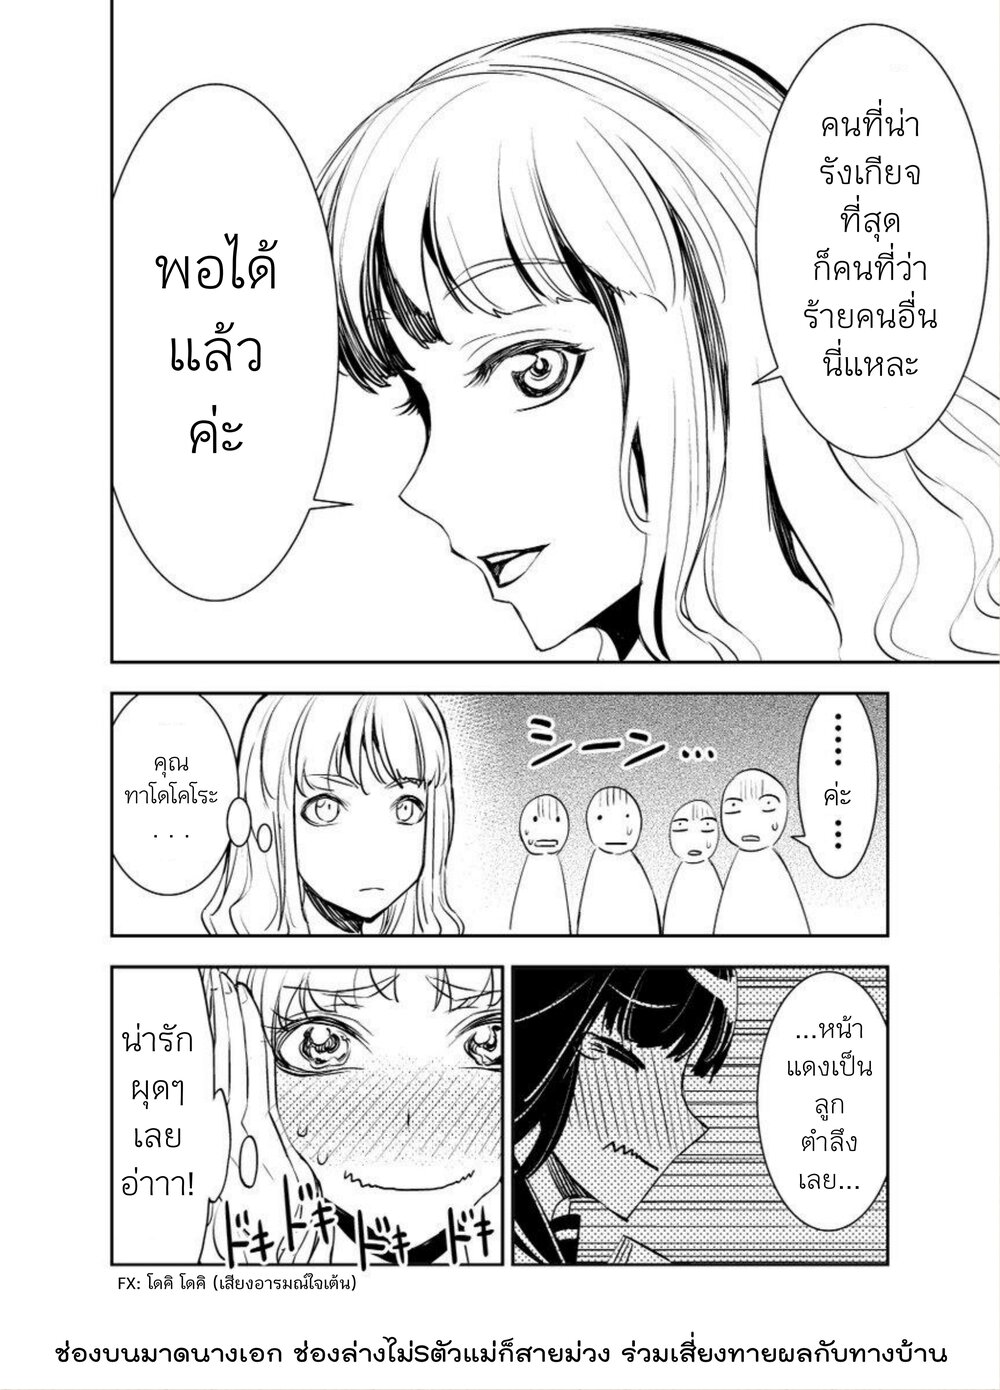 คนที่น่า
รังเกียจ
ที่สุด
ก็คนที่ว่า
ร้ายคนอื่น
นี่แหละ
พอได้
แล้ว
ค่ะ
......
ค่ะ
...
シーン...
คุณ
ทาโดโคโระ
...
...หน้า
แดงเป็น
ลูก
ตำลึง
เลย...
น่ารัก
ผุดๆ
เลย
อ่าาา!
ドキ ドキ ドキ ドキ
FX: โดคิ โดคิ (เสียงอารมณ์ใจเต้น)
ช่องบนมาดนางเอก ช่องล่างไม่Sตัวแม่ก็สายม่วง ร่วมเสี่ยงทายผลกับทางบ้าน